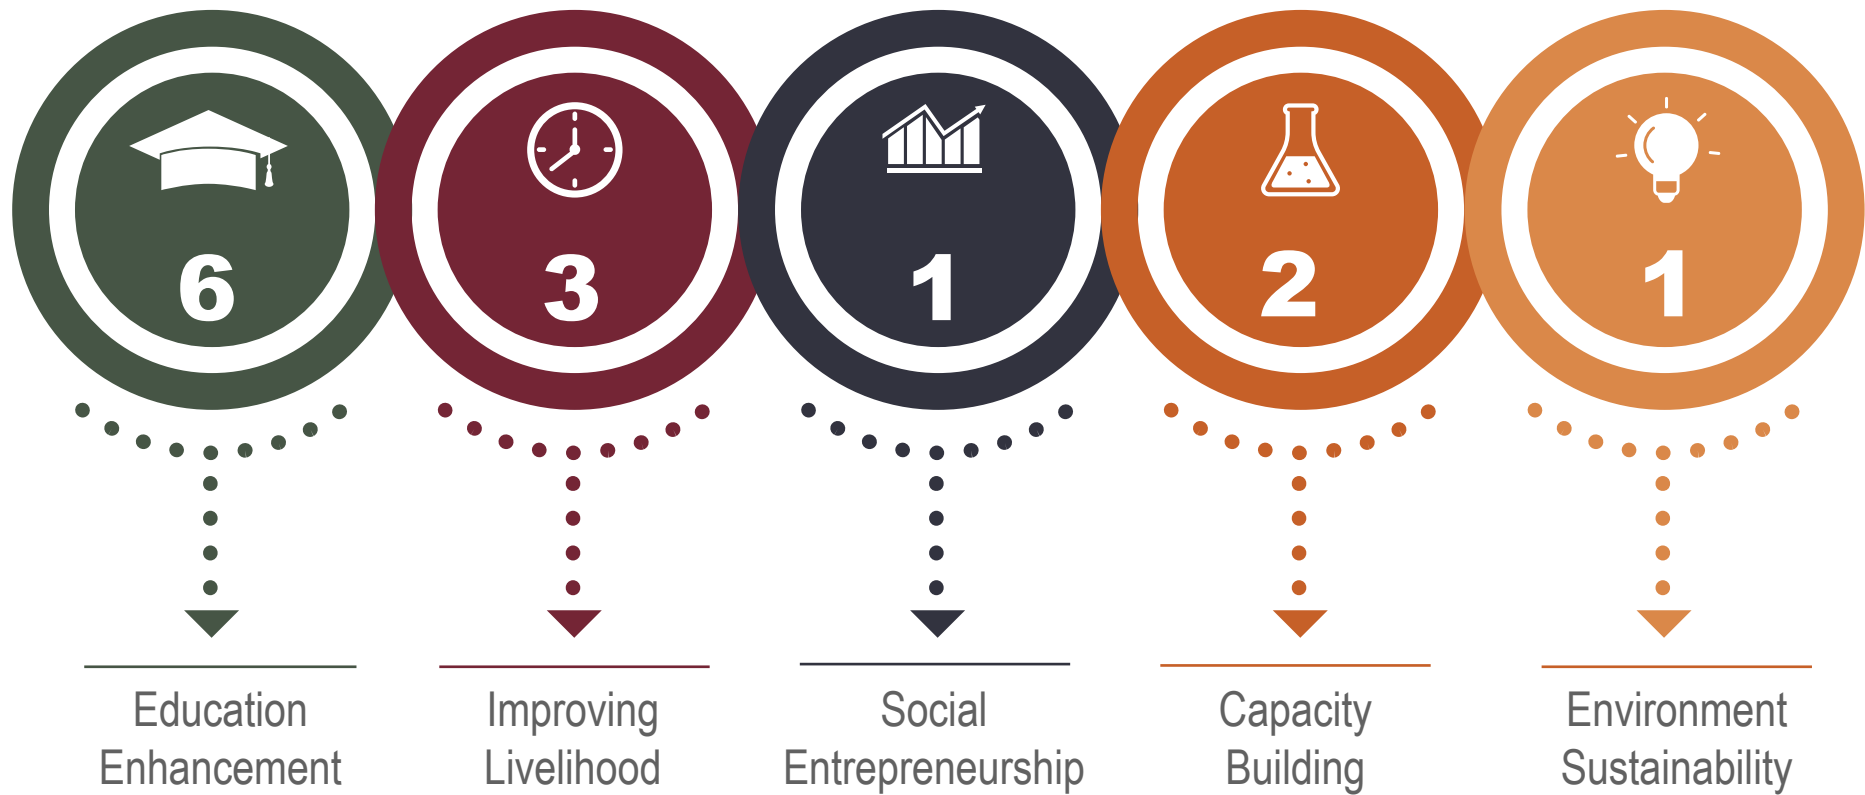 6
3
1
2
1
Education
Enhancement
Improving
Livelihood
Social
Entrepreneurship
Capacity
Building
Environment
Sustainability